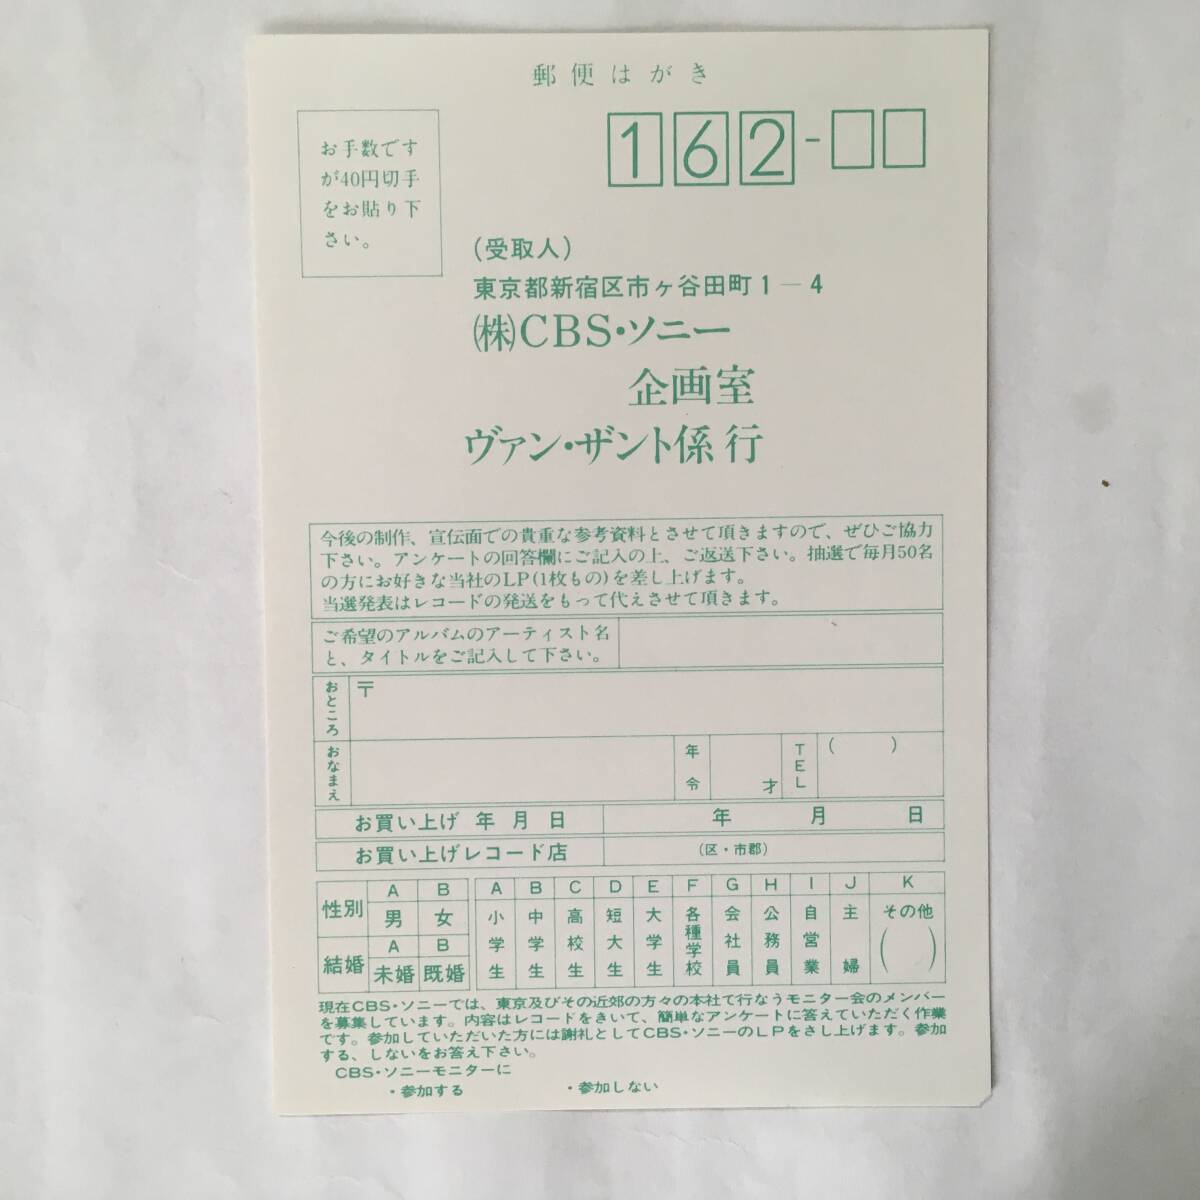 郵便はがき
お手数です
が40円切手
をお貼り下
さい。
162-
(受取人)
東京都新宿区市ヶ谷田町1－4
㈱CBS・ソニー
企画室
ヴァン・ザント係 行
今後の制作、宣伝面での貴重な参考資料とさせて頂きますので、ぜひご協力
下さい。アンケートの回答欄にご記入の上、ご返送下さい。抽選で毎月50名
の方にお好きな当社のLP(1枚もの)を差し上げます。
当選発表はレコードの発送をもって代えさせて頂きます。
ご希望のアルバムのアーティスト名
と、タイトルをご記入して下さい。
おところ 〒
おなまえ 年令 才 TEL ( )
お買い上げ 年 月 日 年 月 日
お買い上げレコード店 (区・市郡)
性別 A 男 B 女
結婚 A 未婚 B 既婚
A 小学生
B 中学生
C 高校生
D 短大生
E 大学生
F 各種学校
G 会社員
H 公務員
I 自営業
J 主婦
K その他 ( )
現在CBS・ソニーでは、東京及びその近郊の方々の本社で行なうモニター会のメンバー
を募集しています。内容はレコードをきいて、簡単なアンケートに答えていただく作業
です。参加していただいた方には謝礼としてCBS・ソニーのLPをさし上げます。参加
する、しないをお答え下さい。
CBS・ソニーモニターに
・参加する ・参加しない